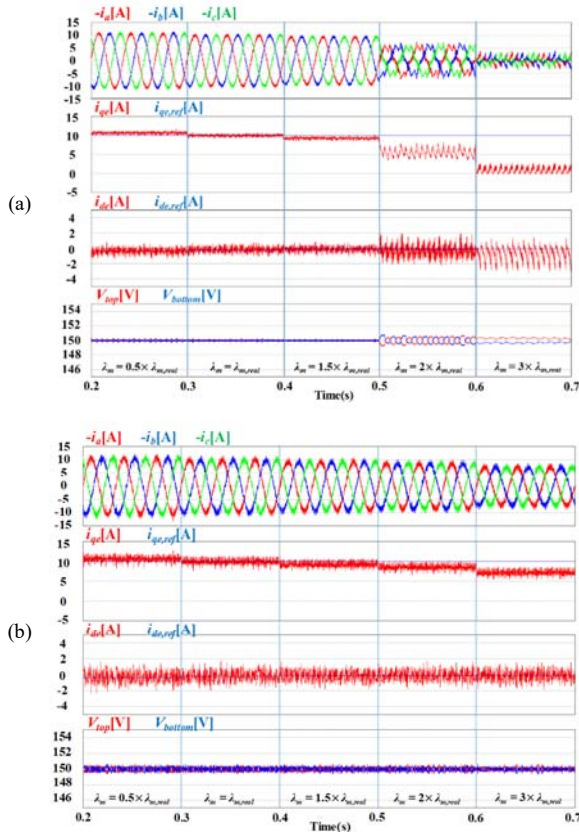 -ia[A] -ib[A] -ic[A]
15
10
5
0
-5
-10
-15
iqe[A] iqe,ref[A]
15
10
5
0
-5
(a)
ide[A] ide,ref[A]
4
2
0
-2
-4
Vtop[V] Vbottom[V]
154
152
150
148
146
λm = 0.5× λm,real λm = λm,real λm = 1.5× λm,real λm = 2× λm,real λm = 3× λm,real
0.2 0.3 0.4 0.5 0.6 0.7
Time(s)
-ia[A] -ib[A] -ic[A]
15
10
5
0
-5
-10
-15
iqe[A] iqe,ref[A]
15
10
5
0
-5
(b)
ide[A] ide,ref[A]
4
2
0
-2
-4
Vtop[V] Vbottom[V]
154
152
150
148
146
λm = 0.5× λm,real λm = λm,real λm = 1.5× λm,real λm = 2× λm,real λm = 3× λm,real
0.2 0.3 0.4 0.5 0.6 0.7
Time(s)